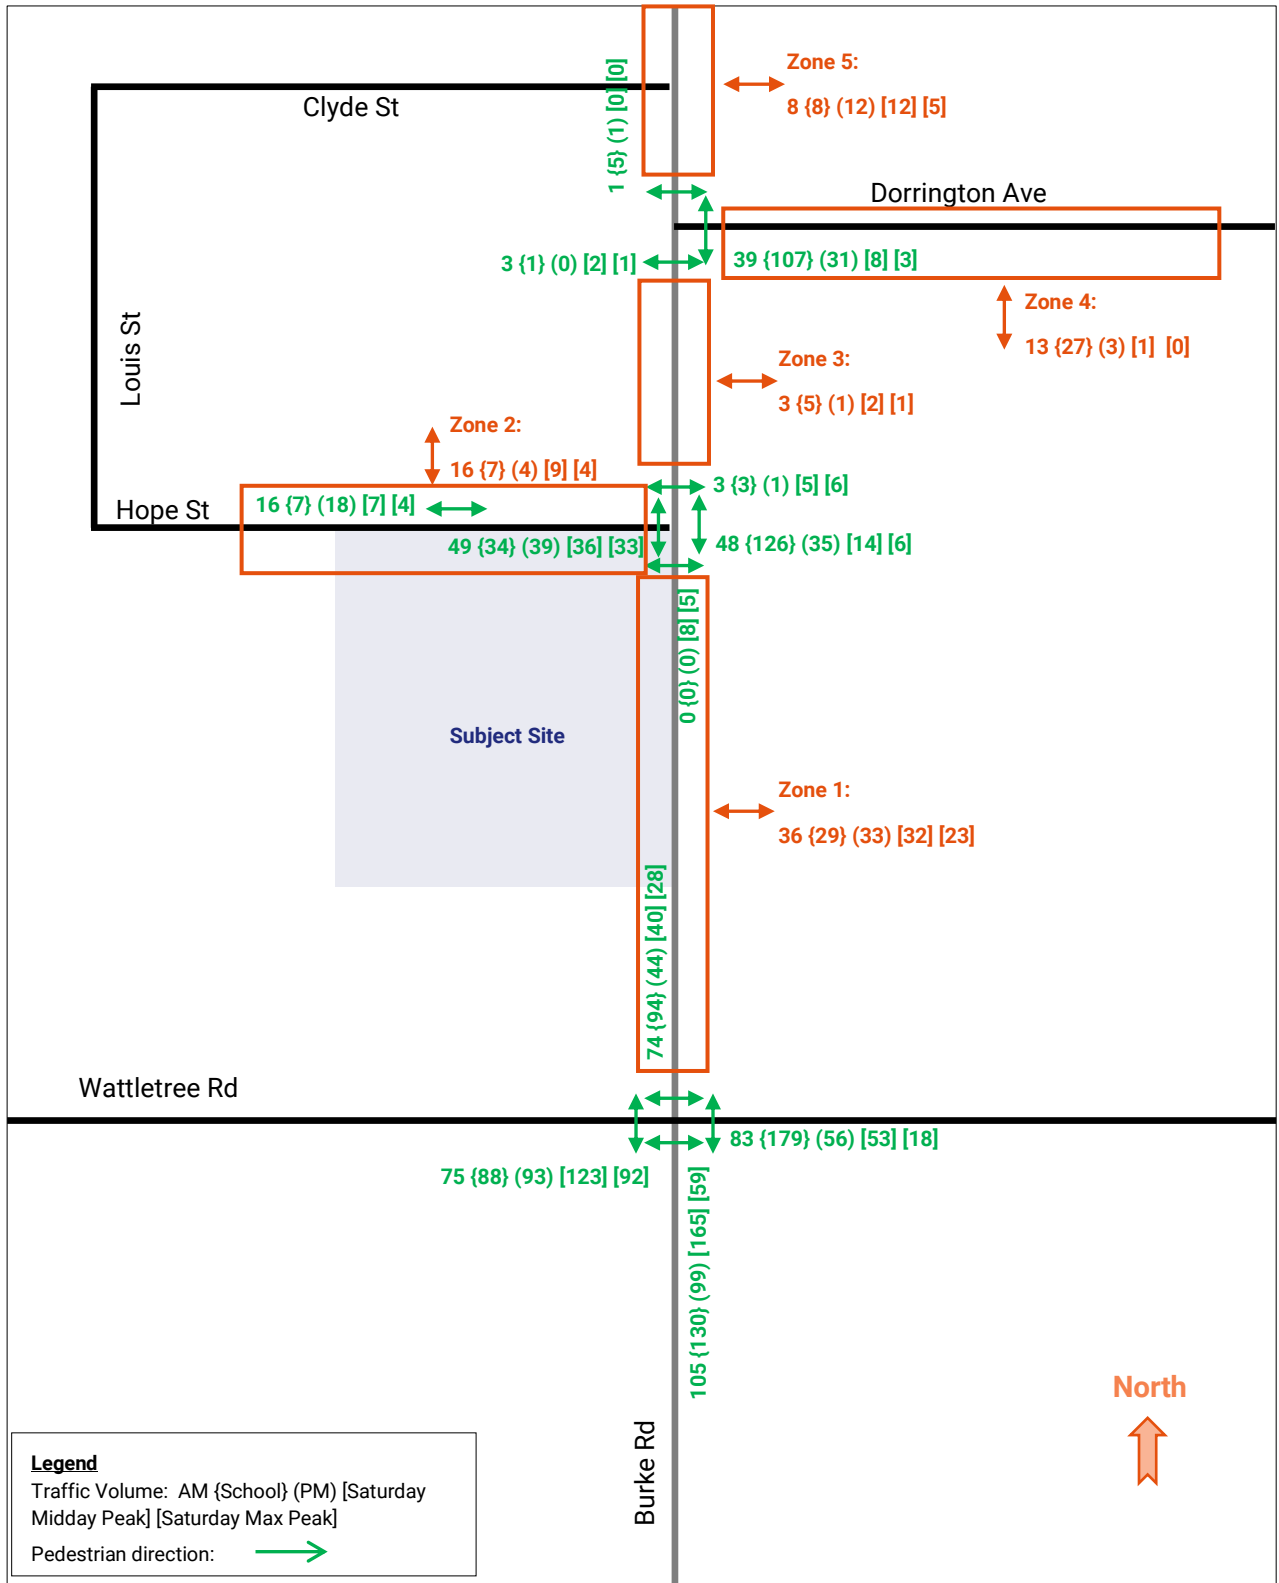 Zone 5:
8 {8} (12) [12] [5]
Clyde St
1 {5} (1) [0] [0]
Dorrington Ave
3 {1} (0) [2] [1]
39 {107} (31) [8] [3]
Zone 4:
13 {27} (3) [1] [0]
Louis St
Zone 3:
3 {5} (1) [2] [1]
Zone 2:
16 {7} (4) [9] [4]
3 {3} (1) [5] [6]
16 {7} (18) [7] [4]
Hope St
49 {34} (39) [36] [33]
48 {126} (35) [14] [6]
0 {0} (0) [8] [5]
Subject Site
Zone 1:
36 {29} (33) [32] [23]
74 {94} (44) [40] [28]
Wattletree Rd
83 {179} (56) [53] [18]
75 {88} (93) [123] [92]
105 {130} (99) [165] [59]
North
Burke Rd
Legend
Traffic Volume: AM {School} (PM) [Saturday
Midday Peak] [Saturday Max Peak]
Pedestrian direction: